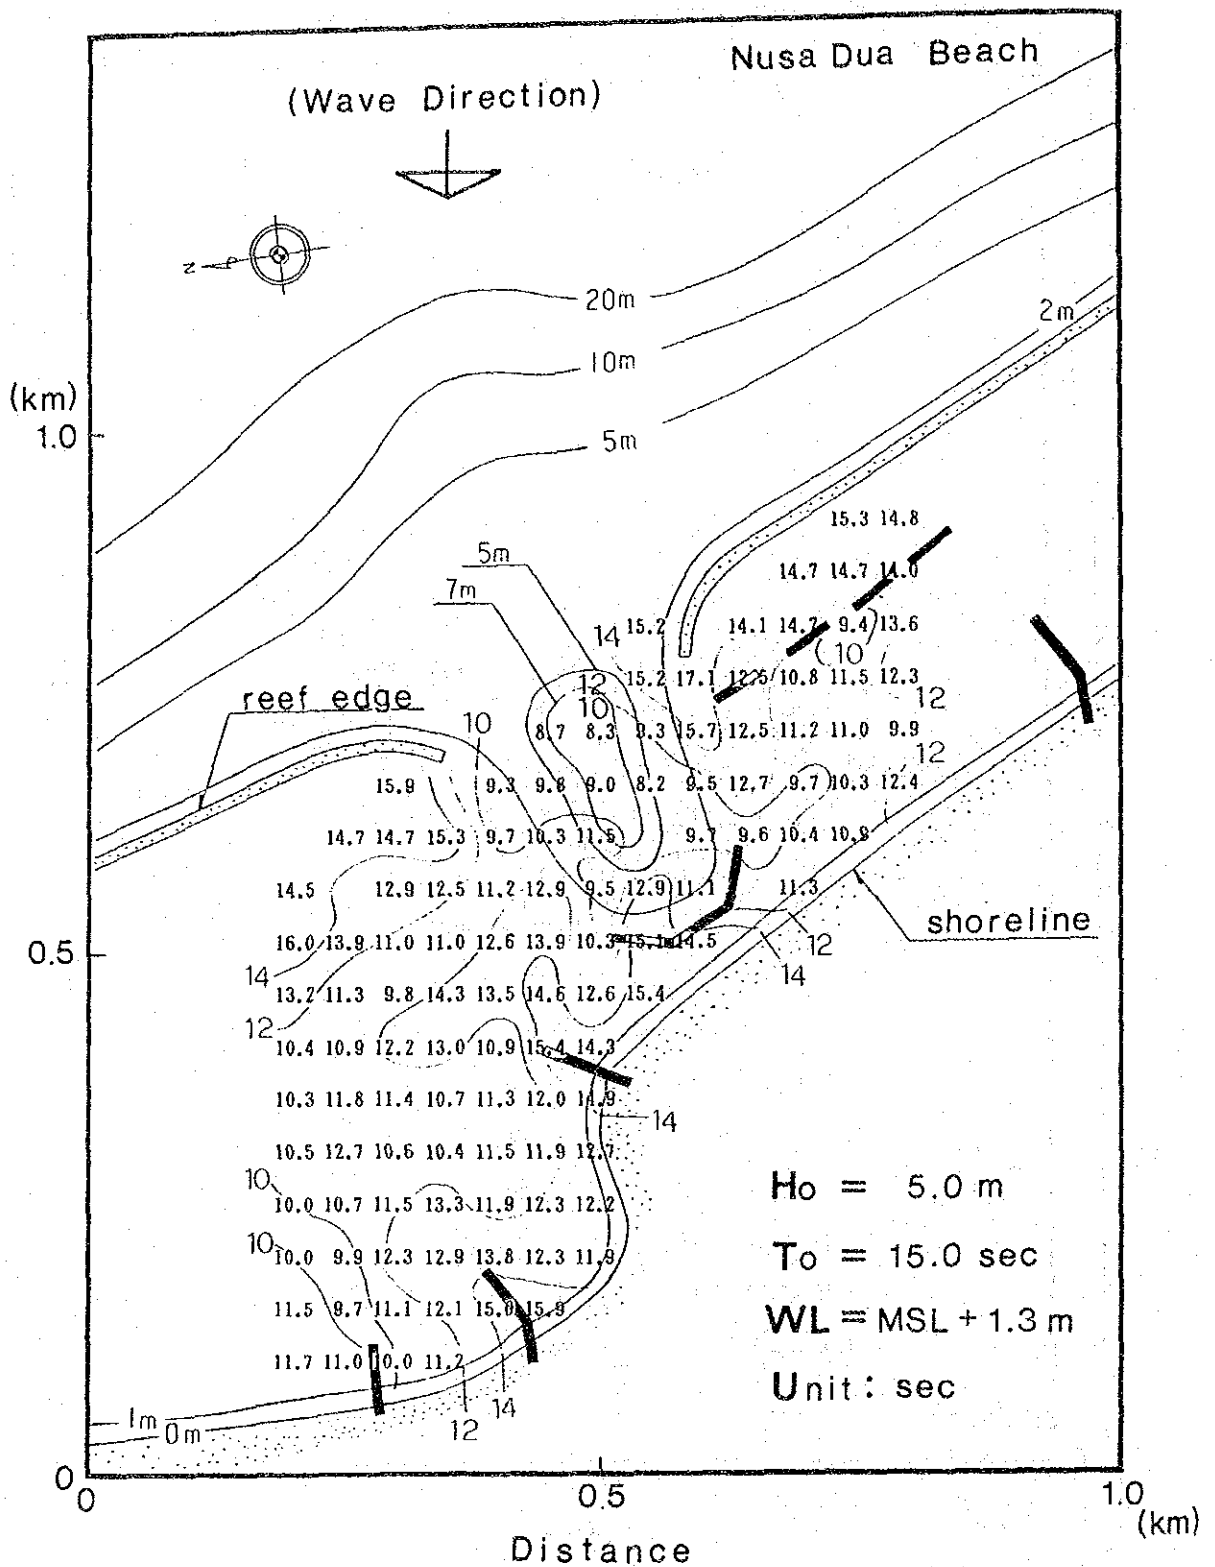 Nusa Dua Beach
(Wave Direction)
N
20m
2m
10m
(km)
5m
1.0
15.3 14.8
5m
14.7 14.7 14.0
7m
14 15.2 14.1 14.7 9.4 13.6
(10)
12 15.2 17.1 12.5 10.8 11.5 12.3
reef edge
10 10 12
8.7 8.3 9.3 15.7 12.5 11.2 11.0 9.9
12
15.9 9.3 9.8 9.0 8.2 9.5 12.7 9.7 10.3 12.4
14.7 14.7 15.3 9.7 10.3 11.5 9.7 9.6 10.4 10.9
14.5 12.9 12.5 11.2 12.9 9.5 12.9 11.1 11.3
shoreline
16.0 13.9 11.0 11.0 12.6 13.9 10.3 15.1 14.5 12
0.5
14 14
13.2 11.3 9.8 14.3 13.5 14.6 12.6 15.4
12
10.4 10.9 12.2 13.0 10.9 15.4 14.3
10.3 11.8 11.4 10.7 11.3 12.0 14.9
14
10.5 12.7 10.6 10.4 11.5 11.9 12.7
10
Ho = 5.0 m
10.0 10.7 11.5 13.3 11.9 12.3 12.2
10
To = 15.0 sec
10.0 9.9 12.3 12.9 13.8 12.3 11.9
11.5 9.7 11.1 12.1 15.0 15.9
WL = MSL + 1.3 m
11.7 11.0 10.0 11.2
Unit: sec
1m 0m 12 14
0
0 0.5 1.0
(km)
Distance